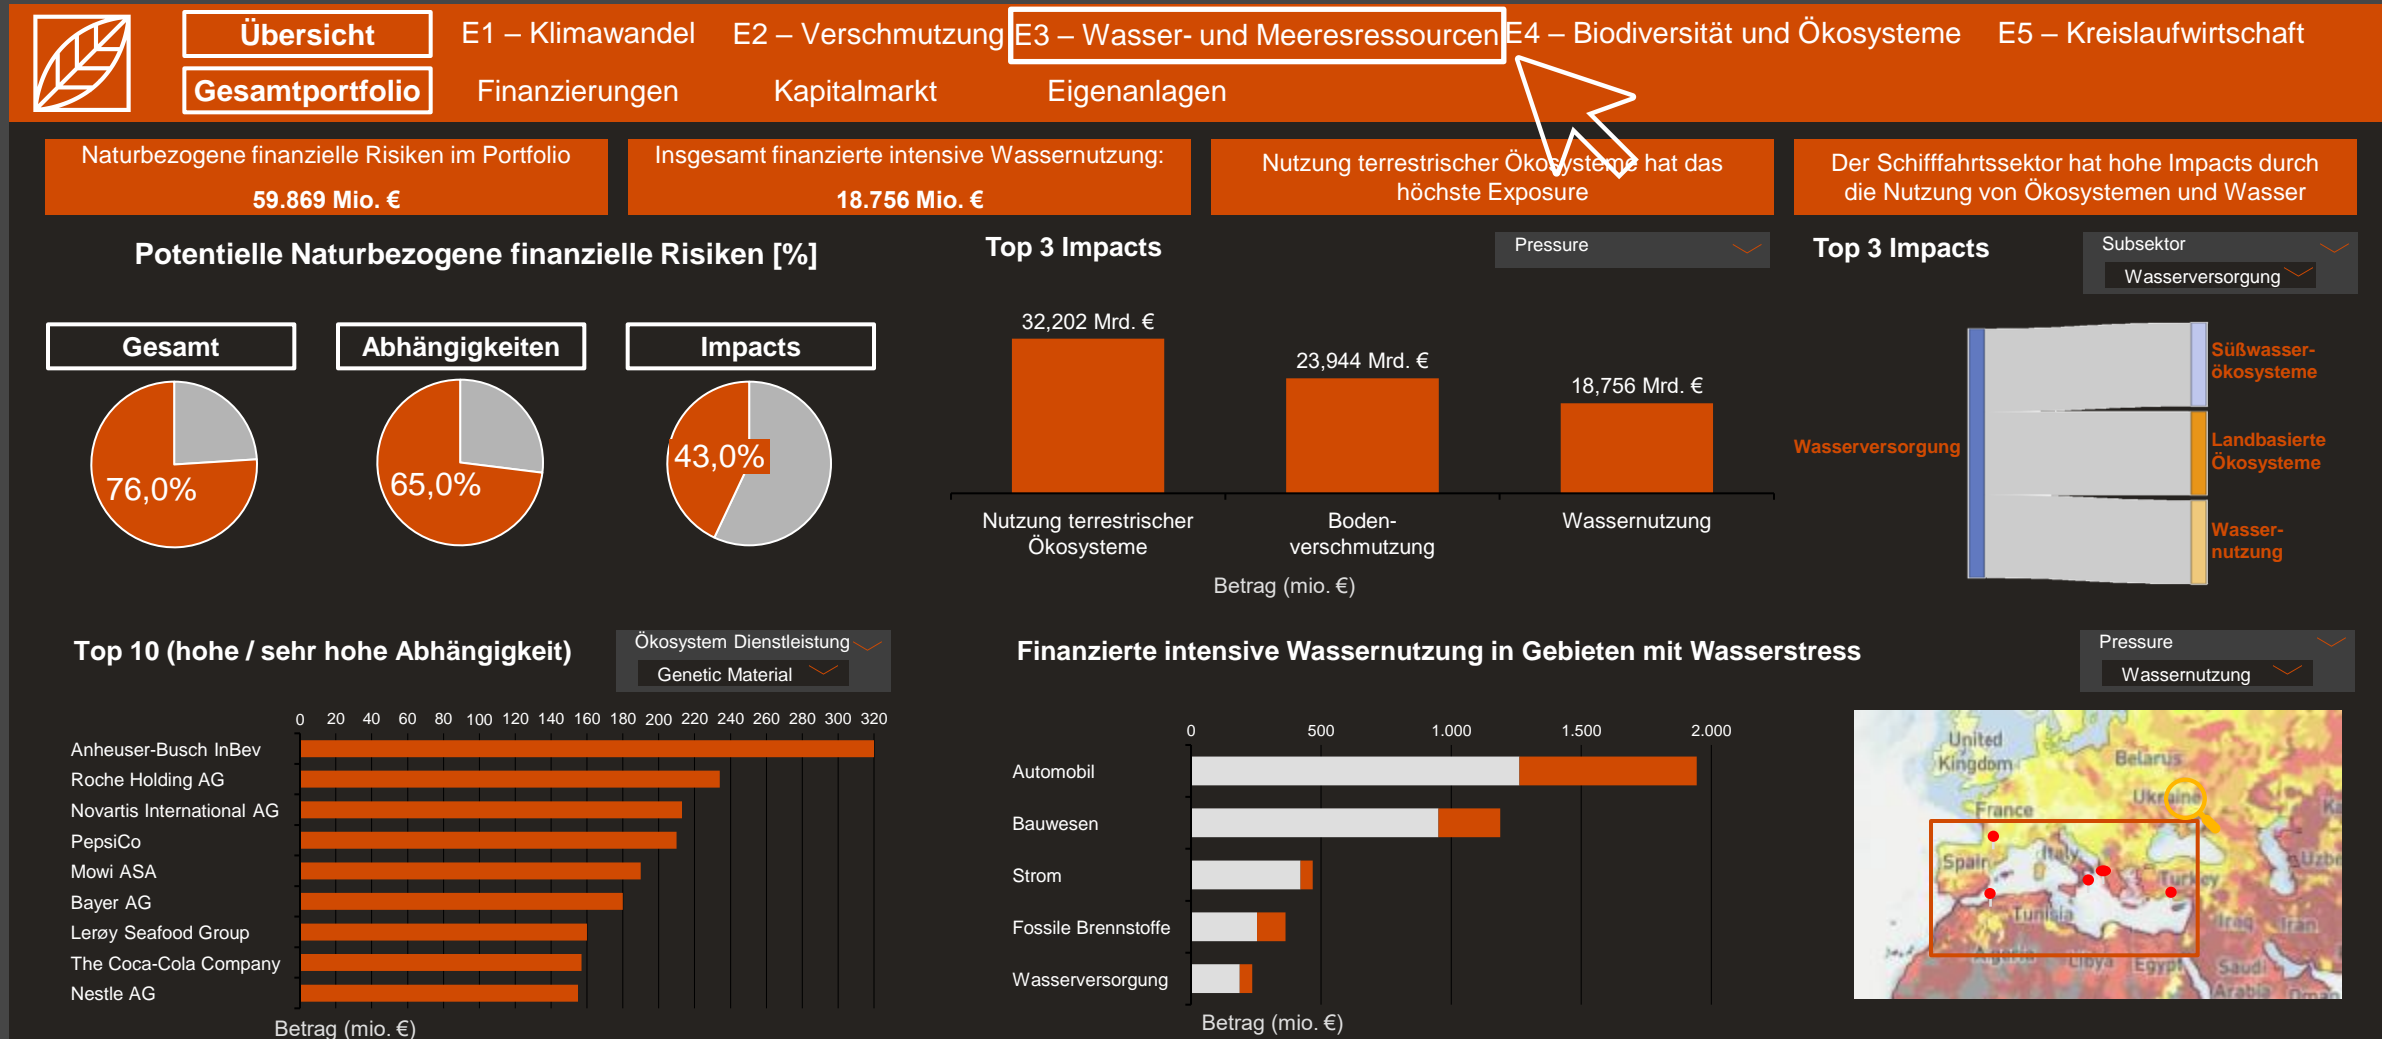 Übersicht
E1 – Klimawandel
E2 – Verschmutzung
E3 – Wasser- und Meeresressourcen
E4 – Biodiversität und Ökosysteme
E5 – Kreislaufwirtschaft
Gesamtportfolio
Finanzierungen
Kapitalmarkt
Eigenanlagen
Naturbezogene finanzielle Risiken im Portfolio
59.869 Mio. €
Insgesamt finanzierte intensive Wassernutzung:
18.756 Mio. €
Nutzung terrestrischer Ökosysteme hat das
höchste Exposure
Der Schifffahrtssektor hat hohe Impacts durch
die Nutzung von Ökosystemen und Wasser
Potentielle Naturbezogene finanzielle Risiken [%]
Gesamt
Abhängigkeiten
Impacts
76,0%
65,0%
43,0%
Top 3 Impacts
Pressure
32,202 Mrd. €
23,944 Mrd. €
18,756 Mrd. €
Nutzung terrestrischer
Ökosysteme
Boden-
verschmutzung
Wassernutzung
Betrag (mio. €)
Top 3 Impacts
Subsektor
Wasserversorgung
Wasserversorgung
Süßwasser-
ökosysteme
Landbasierte
Ökosysteme
Wasser-
nutzung
Top 10 (hohe / sehr hohe Abhängigkeit)
Ökosystem Dienstleistung
Genetic Material
0 20 40 60 80 100 120 140 160 180 200 220 240 260 280 300 320
Anheuser-Busch InBev
Roche Holding AG
Novartis International AG
PepsiCo
Mowi ASA
Bayer AG
Lerøy Seafood Group
The Coca-Cola Company
Nestle AG
Betrag (mio. €)
Finanzierte intensive Wassernutzung in Gebieten mit Wasserstress
Pressure
Wassernutzung
0 500 1.000 1.500 2.000
Automobil
Bauwesen
Strom
Fossile Brennstoffe
Wasserversorgung
Betrag (mio. €)
United
Kingdom
Belarus
Ukraine
France
Spain
Italy
Turkey
Tunisia
Iraq
Iran
Algeria
Libya
Egypt
Saudi
Arabia
Oman